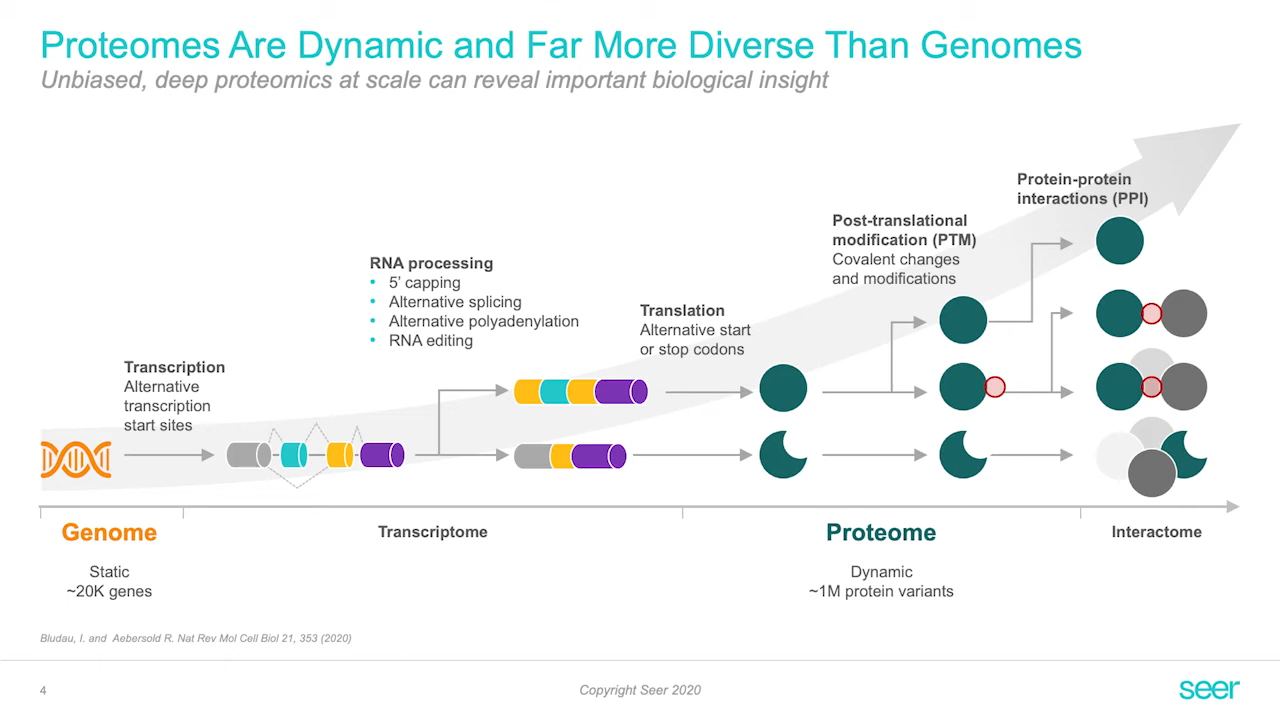 Proteomes Are Dynamic and Far More Diverse Than Genomes
Unbiased, deep proteomics at scale can reveal important biological insight
Transcription
Alternative
transcription
start sites
RNA processing
• 5’ capping
• Alternative splicing
• Alternative polyadenylation
• RNA editing
Translation
Alternative start
or stop codons
Post-translational
modification (PTM)
Covalent changes
and modifications
Protein-protein
interactions (PPI)
Genome
Transcriptome
Proteome
Interactome
Static
~20K genes
Dynamic
~1M protein variants
Bludau, I. and Aebersold R. Nat Rev Mol Cell Biol 21, 353 (2020)
4
Copyright Seer 2020
seer